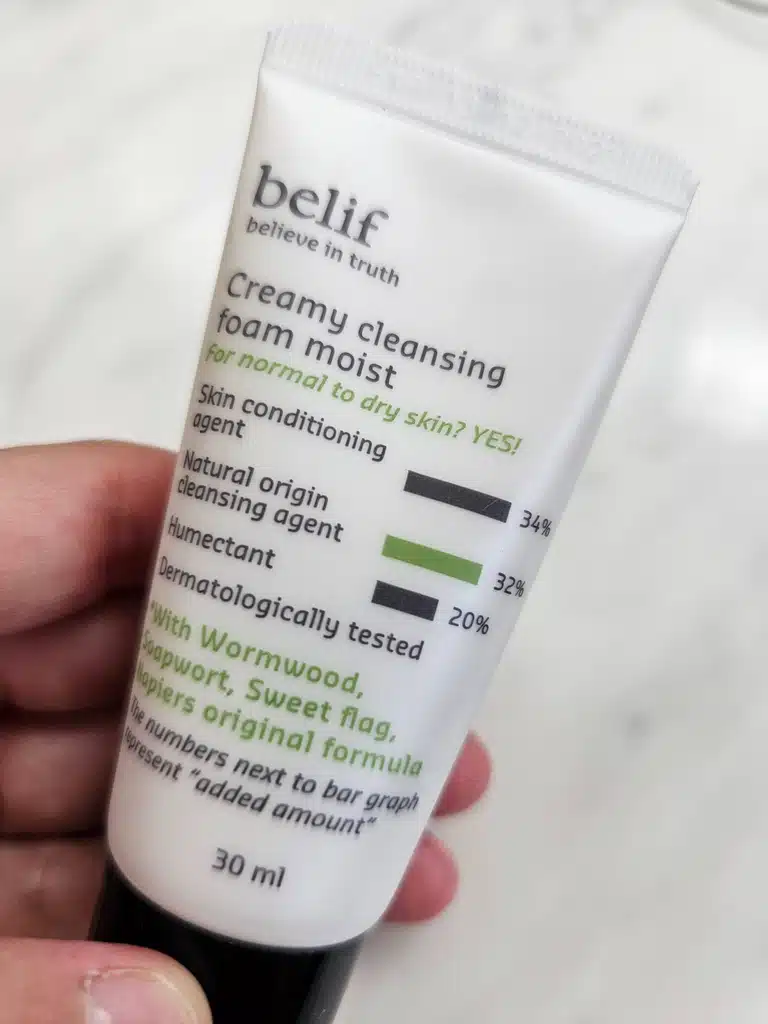 belif
believe in truth
Creamy cleansing
foam moist
for normal to dry skin? YES!
Skin conditioning
agent
34%
Natural origin
cleansing agent
32%
Humectant
20%
Dermatologically tested
"With Wormwood,
Soapwort, Sweet flag,
Napiers original formula
The numbers next to bar graph
represent "added amount"
30 ml